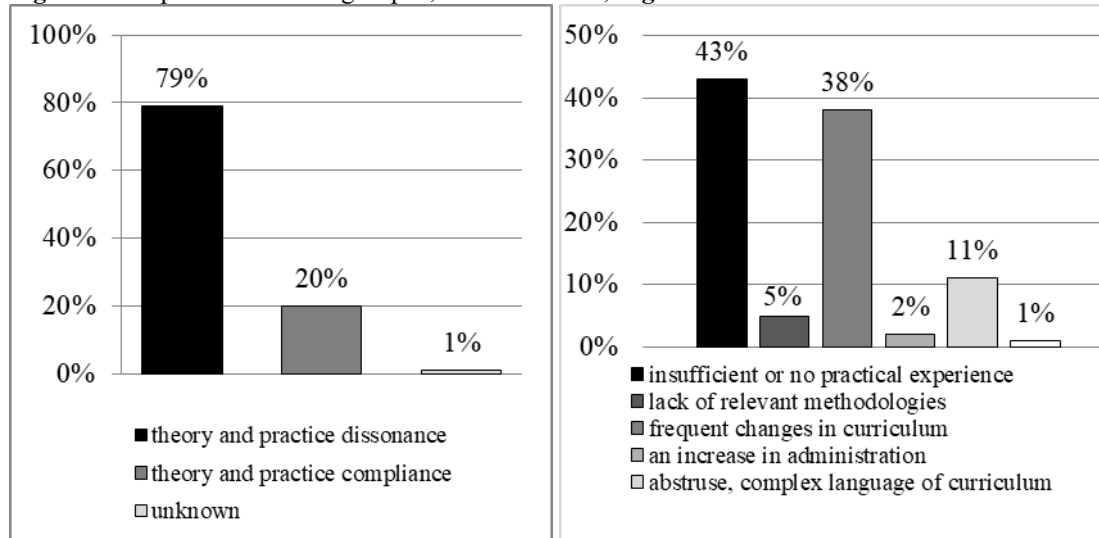 100%
80%
60%
40%
20%
0%
79%
20%
1%
theory and practice dissonance
theory and practice compliance
unknown
50%
40%
30%
20%
10%
0%
43%
5%
38%
2%
11%
1%
insufficient or no practical experience
lack of relevant methodologies
frequent changes in curriculum
an increase in administration
abstruse, complex language of curriculum